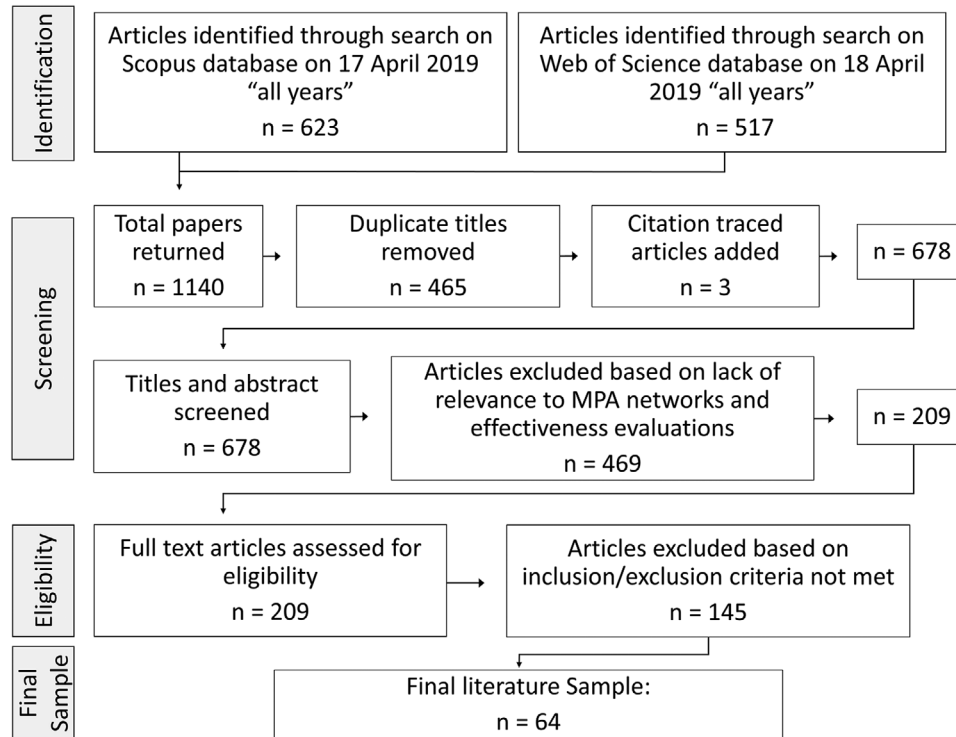 Identification
Articles identified through search on
Scopus database on 17 April 2019
“all years”
n = 623
Articles identified through search on
Web of Science database on 18 April
2019 “all years”
n = 517
Screening
Total papers
returned
n = 1140
Duplicate titles
removed
n = 465
Citation traced
articles added
n = 3
n = 678
Titles and abstract
screened
n = 678
Articles excluded based on lack of
relevance to MPA networks and
effectiveness evaluations
n = 469
n = 209
Eligibility
Full text articles assessed for
eligibility
n = 209
Articles excluded based on
inclusion/exclusion criteria not met
n = 145
Final
Sample
Final literature Sample:
n = 64